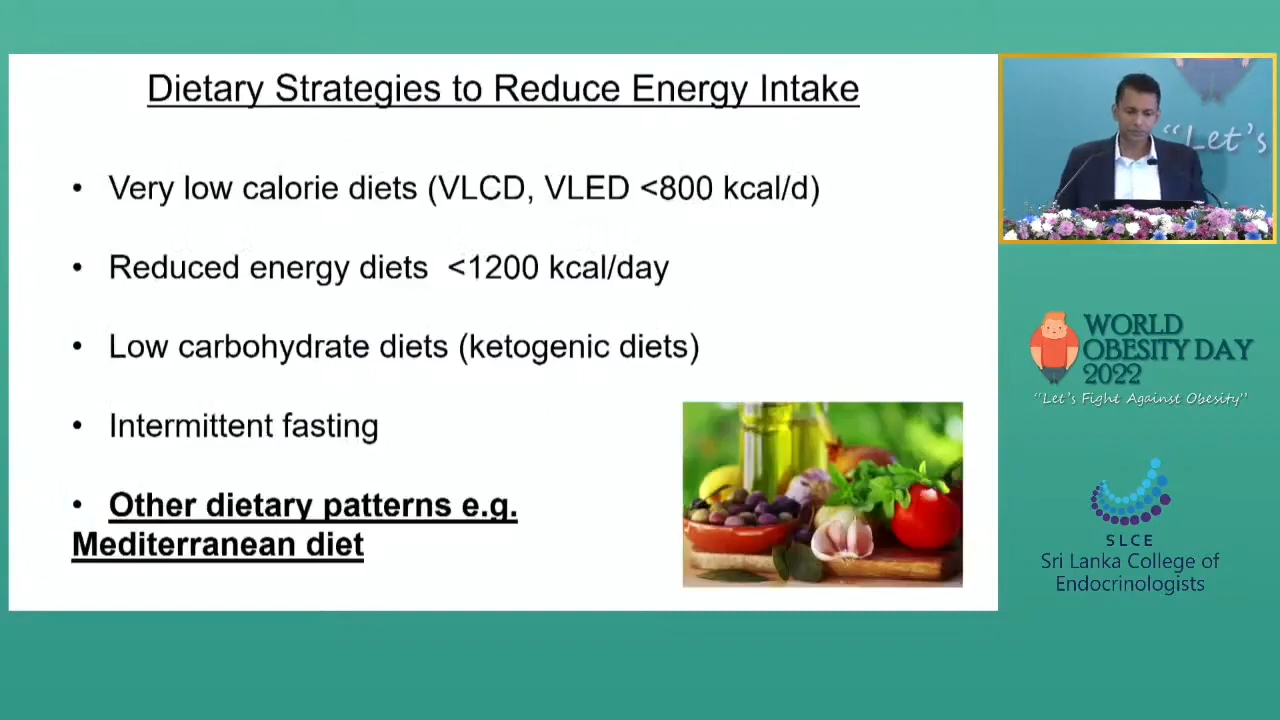 Dietary Strategies to Reduce Energy Intake
• Very low calorie diets (VLCD, VLED <800 kcal/d)
• Reduced energy diets <1200 kcal/day
• Low carbohydrate diets (ketogenic diets)
• Intermittent fasting
• Other dietary patterns e.g.
Mediterranean diet
"Let's
WORLD
OBESITY DAY
2022
"Let's Fight Against Obesity"
SLCE
Sri Lanka College of
Endocrinologists